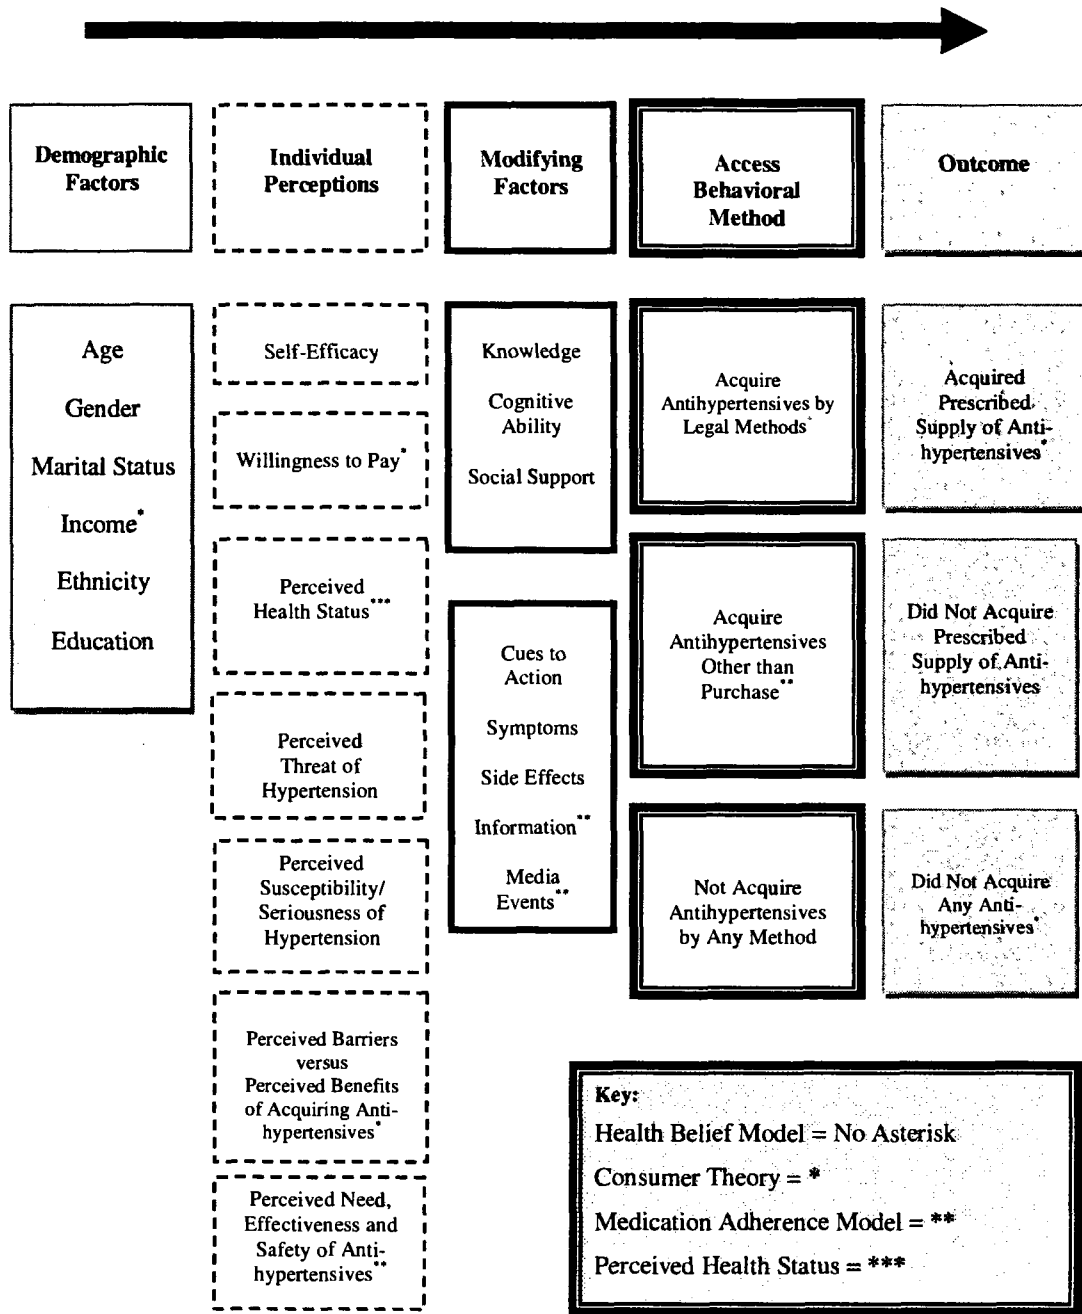 Demographic
Factors
Individual
Perceptions
Modifying
Factors
Access
Behavioral
Method
Outcome
Age
Gender
Marital Status
Income*
Ethnicity
Education
Self-Efficacy
Willingness to Pay*
Perceived
Health Status***
Perceived
Threat of
Hypertension
Perceived
Susceptibility/
Seriousness of
Hypertension
Perceived Barriers
versus
Perceived Benefits
of Acquiring Anti-
hypertensives*
Perceived Need,
Effectiveness and
Safety of Anti-
hypertensives**
Knowledge
Cognitive
Ability
Social Support
Cues to
Action
Symptoms
Side Effects
Information**
Media
Events**
Acquire
Antihypertensives by
Legal Methods*
Acquire
Antihypertensives
Other than
Purchase**
Not Acquire
Antihypertensives
by Any Method
Acquired
Prescribed
Supply of Anti-
hypertensives*
Did Not Acquire
Prescribed
Supply of Anti-
hypertensives
Did Not Acquire
Any Anti-
hypertensives*
Key:
Health Belief Model = No Asterisk
Consumer Theory = *
Medication Adherence Model = **
Perceived Health Status = ***